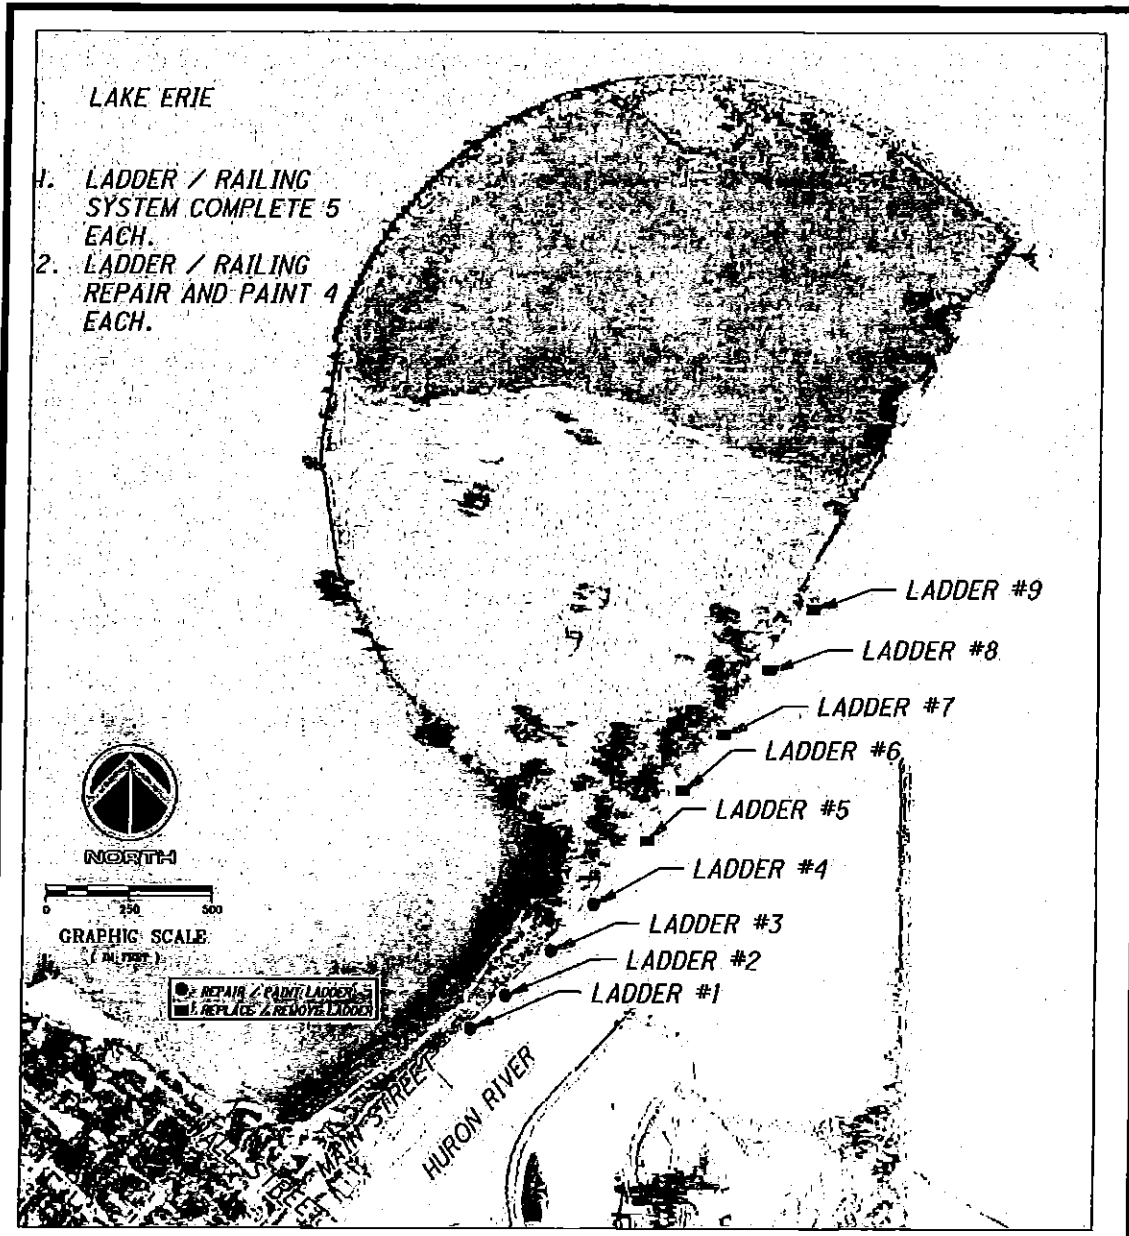 LAKE ERIE
1. LADDER / RAILING
SYSTEM COMPLETE 5
EACH.
2. LADDER / RAILING
REPAIR AND PAINT 4
EACH.
LADDER #9
LADDER #8
LADDER #7
LADDER #6
LADDER #5
LADDER #4
LADDER #3
LADDER #2
LADDER #1
NORTH
0 250 500
GRAPHIC SCALE
( IN FEET )
= REPAIR / PAINT LADDER
= REPLACE / REMOVE LADDER
MAIN STREET
HURON RIVER